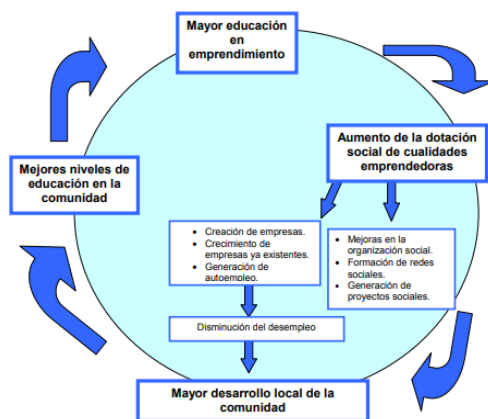 Mayor educación
en
emprendimiento
Aumento de la dotación
social de cualidades
emprendedoras
Mejores niveles de
educación en la
comunidad
• Creación de empresas.
• Crecimiento de
empresas ya existentes.
• Generación de
autoempleo.
• Mejoras en la
organización social.
• Formación de redes
sociales.
• Generación de
proyectos sociales.
Disminución del desempleo
Mayor desarrollo local de la
comunidad